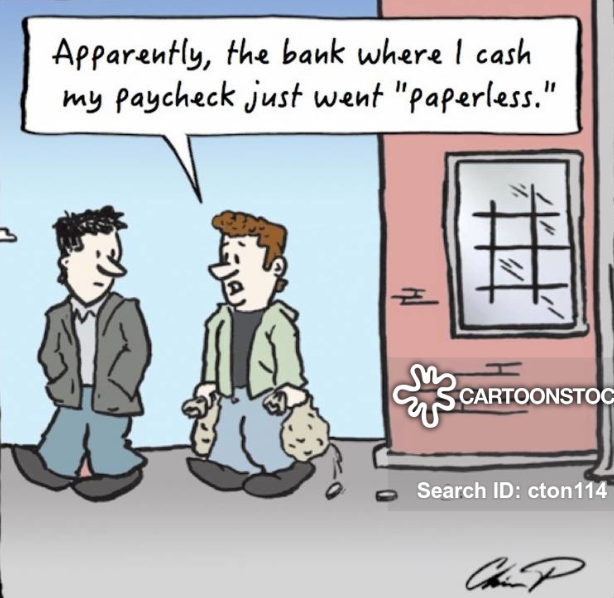 Apparently, the bank where I cash
my paycheck just went "paperless."
CARTOONSTOC
Search ID: cton114